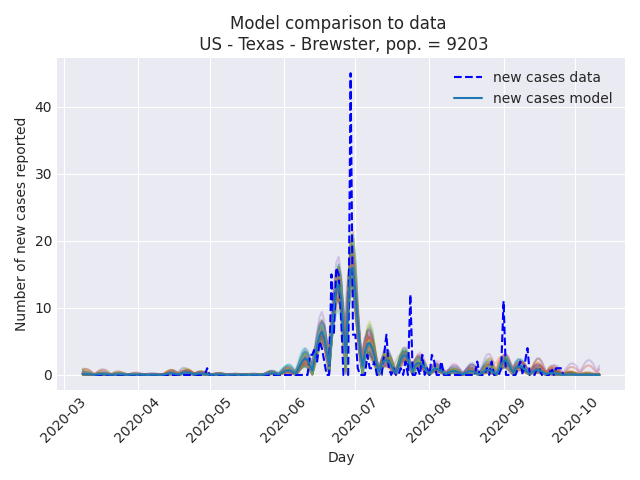 Model comparison to data
US - Texas - Brewster, pop. = 9203
new cases data
new cases model
Number of new cases reported
40
30
20
10
0
2020-03
2020-04
2020-05
2020-06
2020-07
2020-08
2020-09
2020-10
Day